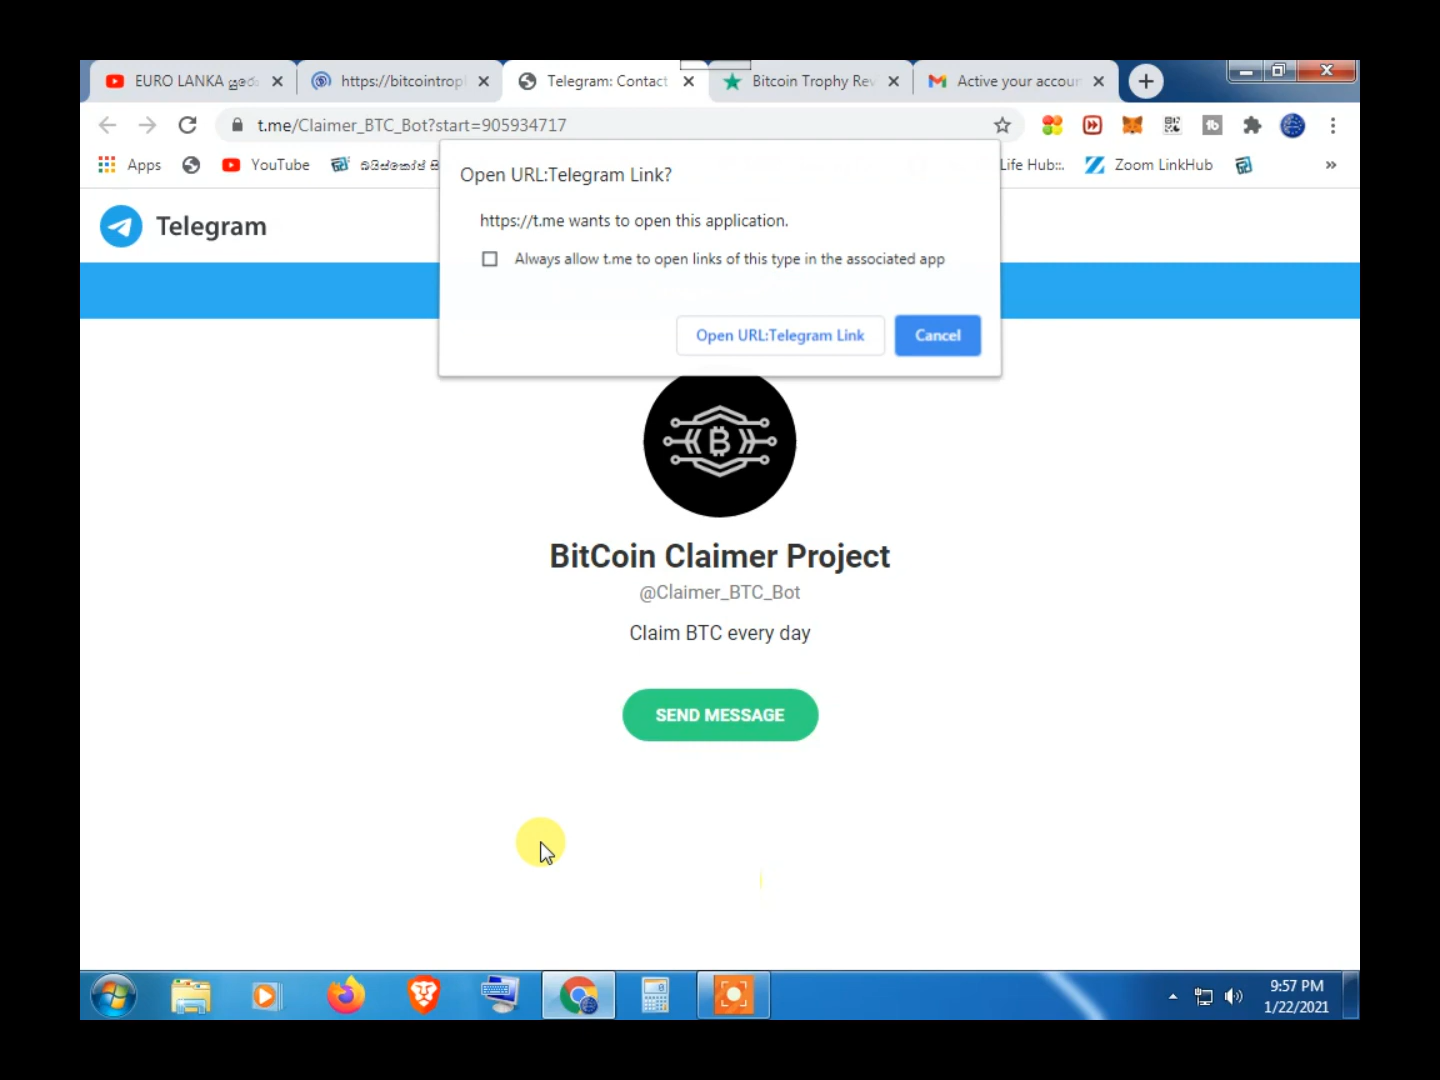 EURO LANKA
https://bitcointropl
Telegram: Contact
Bitcoin Trophy Rev
Active your accoun
t.me/Claimer_BTC_Bot?start=905934717
Apps
YouTube
Life Hub:.
Zoom LinkHub
»
Open URL:Telegram Link?
https://t.me wants to open this application.
Always allow t.me to open links of this type in the associated app
Open URL:Telegram Link
Cancel
Telegram
BitCoin Claimer Project
@Claimer_BTC_Bot
Claim BTC every day
SEND MESSAGE
9:57 PM
1/22/2021